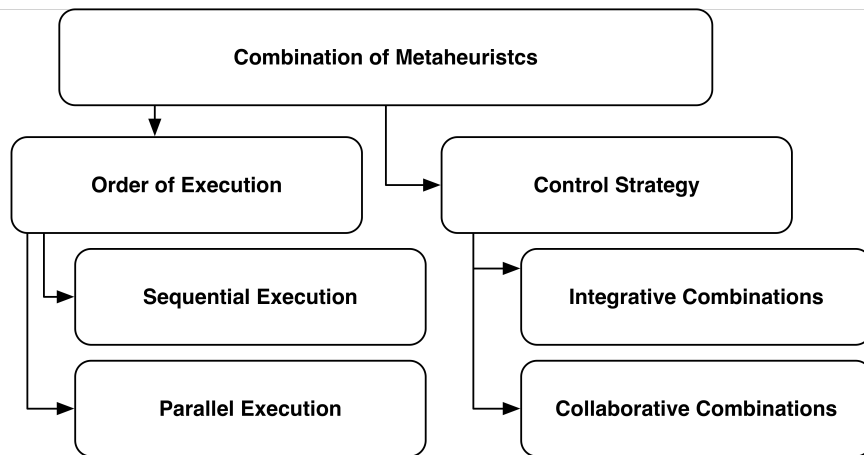 Combination of Metaheuristcs
Order of Execution
Control Strategy
Sequential Execution
Integrative Combinations
Parallel Execution
Collaborative Combinations